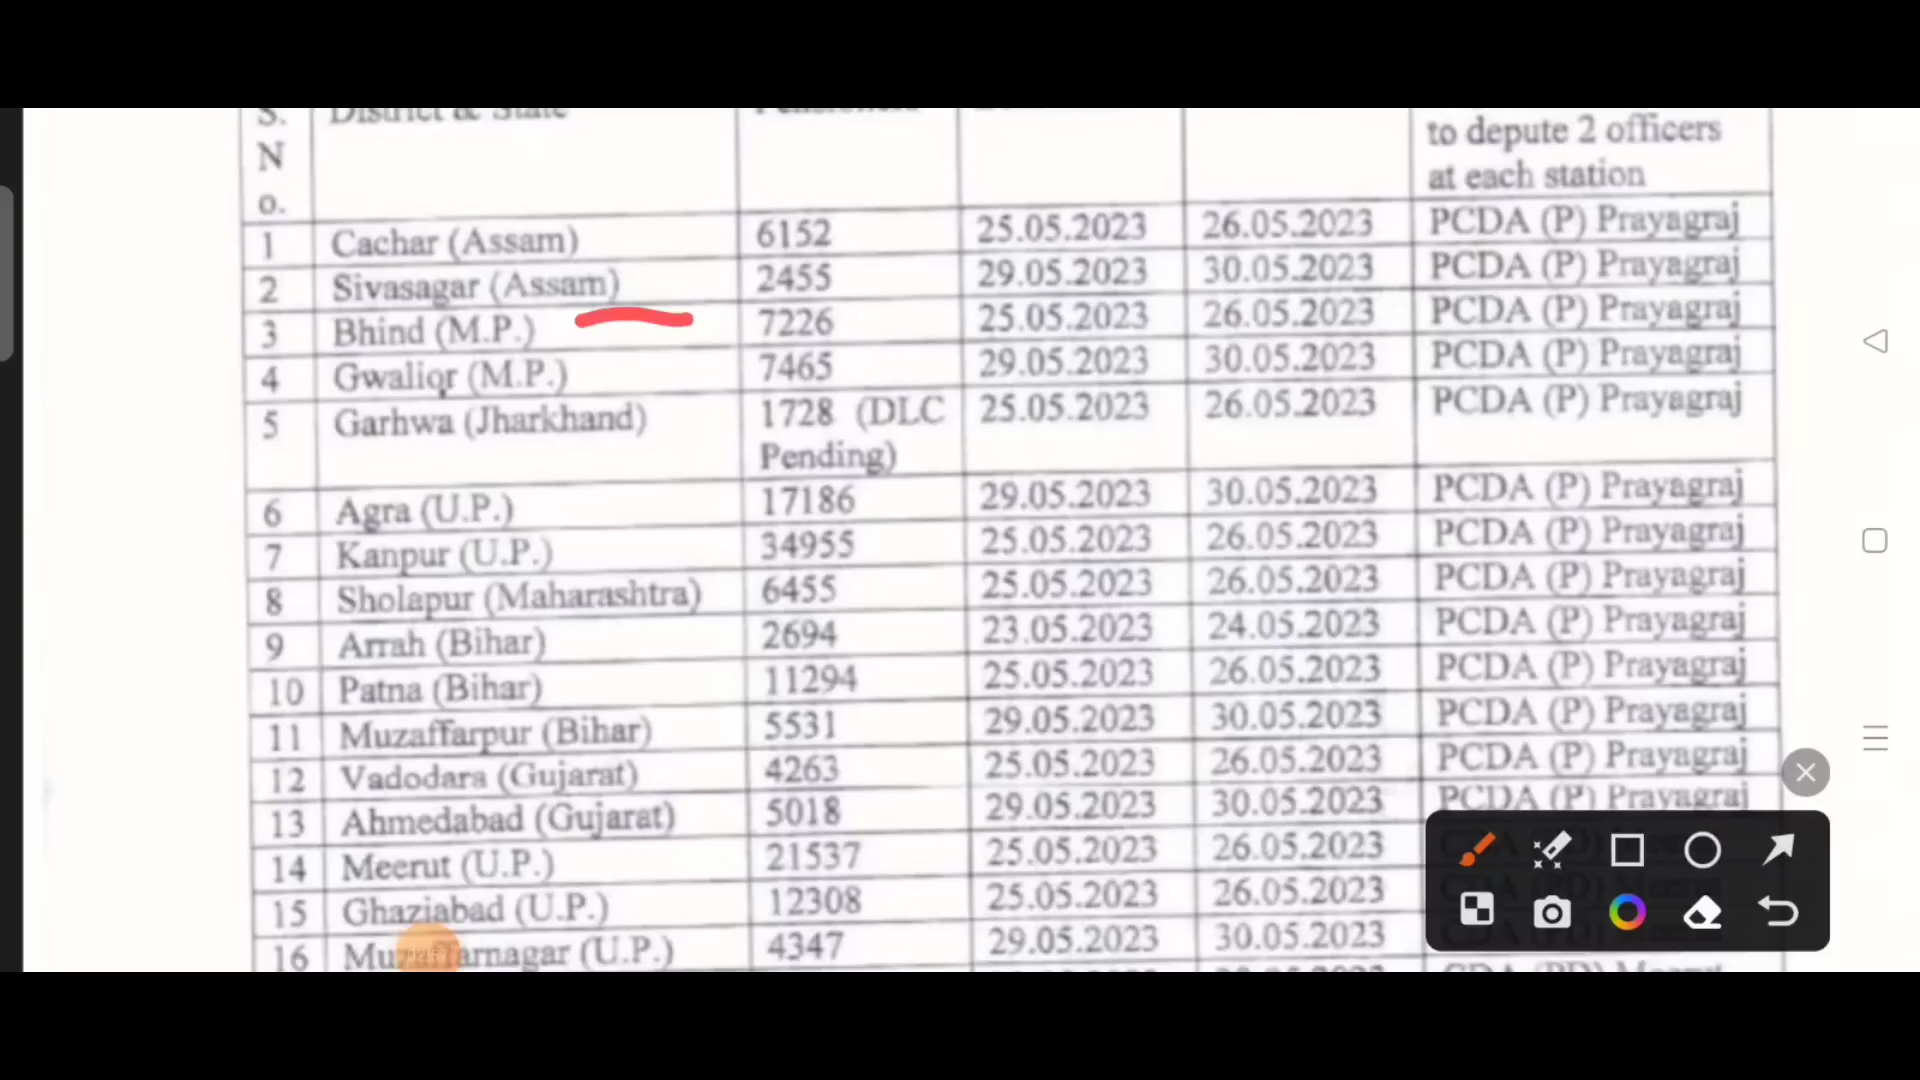 S. No. District & State Pensioners
to depute 2 officers
at each station
1 Cachar (Assam) 6152 25.05.2023 26.05.2023 PCDA (P) Prayagraj
2 Sivasagar (Assam) 2455 29.05.2023 30.05.2023 PCDA (P) Prayagraj
3 Bhind (M.P.) 7226 25.05.2023 26.05.2023 PCDA (P) Prayagraj
4 Gwalior (M.P.) 7465 29.05.2023 30.05.2023 PCDA (P) Prayagraj
5 Garhwa (Jharkhand) 1728 (DLC 25.05.2023 26.05.2023 PCDA (P) Prayagraj
Pending)
6 Agra (U.P.) 17186 29.05.2023 30.05.2023 PCDA (P) Prayagraj
7 Kanpur (U.P.) 34955 25.05.2023 26.05.2023 PCDA (P) Prayagraj
8 Sholapur (Maharashtra) 6455 25.05.2023 26.05.2023 PCDA (P) Prayagraj
9 Arrah (Bihar) 2694 23.05.2023 24.05.2023 PCDA (P) Prayagraj
10 Patna (Bihar) 11294 25.05.2023 26.05.2023 PCDA (P) Prayagraj
11 Muzaffarpur (Bihar) 5531 29.05.2023 30.05.2023 PCDA (P) Prayagraj
12 Vadodara (Gujarat) 4263 25.05.2023 26.05.2023 PCDA (P) Prayagraj
13 Ahmedabad (Gujarat) 5018 29.05.2023 30.05.2023 PCDA (P) Prayagraj
14 Meerut (U.P.) 21537 25.05.2023 26.05.2023
15 Ghaziabad (U.P.) 12308 25.05.2023 26.05.2023
16 Muzaffarnagar (U.P.) 4347 29.05.2023 30.05.2023